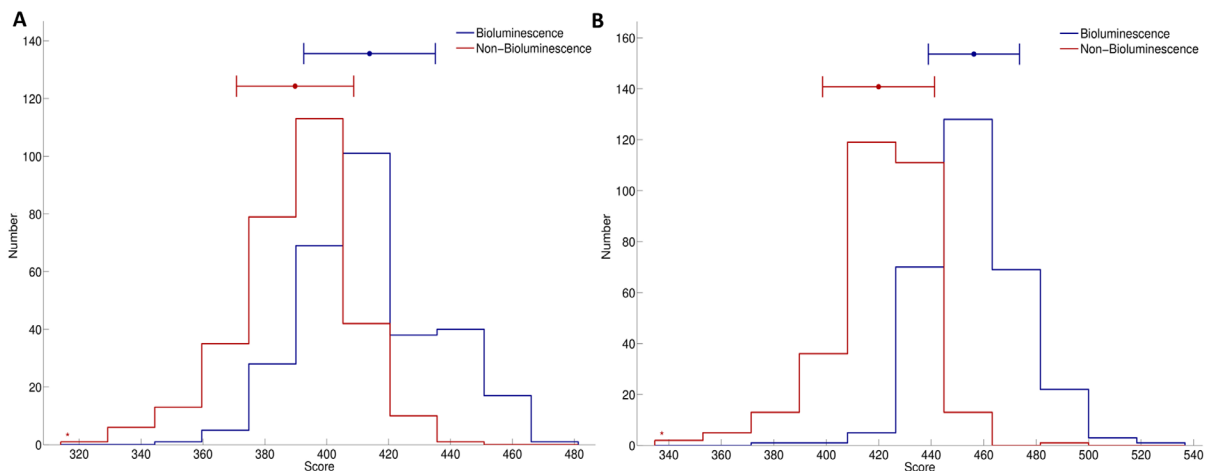 A
Bioluminescence
Non-Bioluminescence
140
120
100
80
60
40
20
0
Number
320 340 360 380 400 420 440 460 480
Score
*
B
Bioluminescence
Non-Bioluminescence
160
140
120
100
80
60
40
20
0
Number
340 360 380 400 420 440 460 480 500 520 540
Score
*